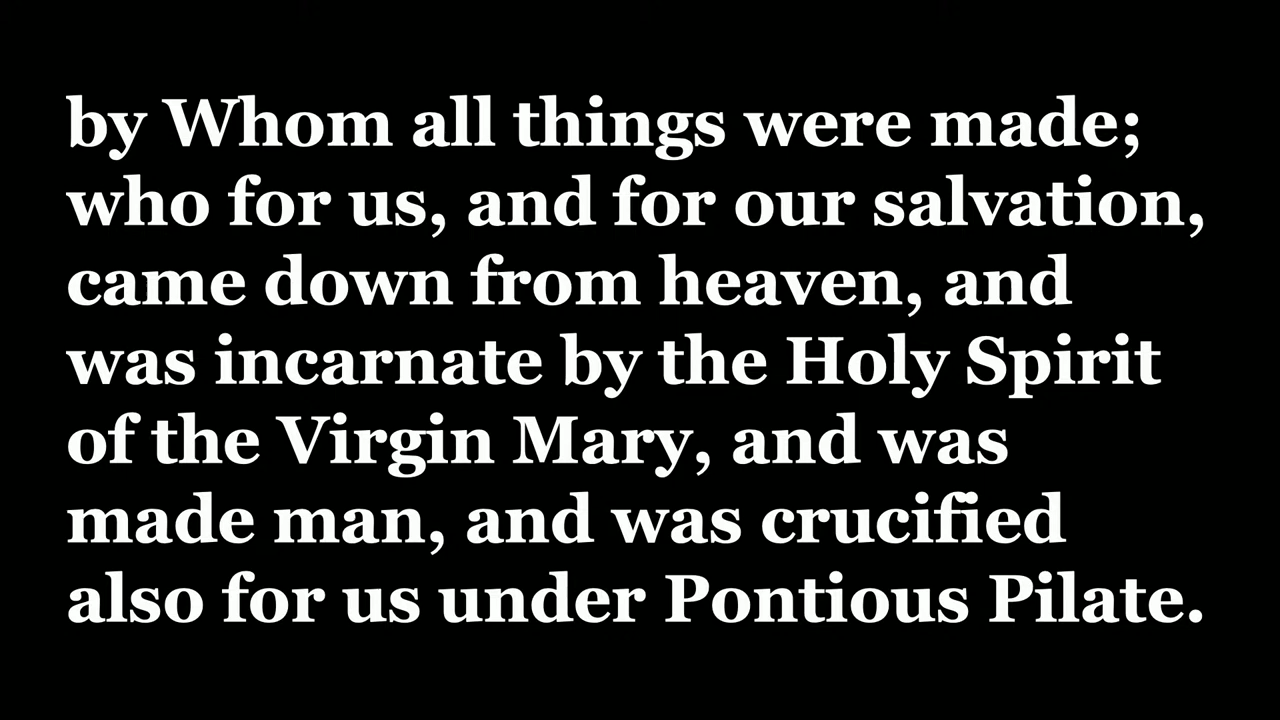 by Whom all things were made;
who for us, and for our salvation,
came down from heaven, and
was incarnate by the Holy Spirit
of the Virgin Mary, and was
made man, and was crucified
also for us under Pontious Pilate.